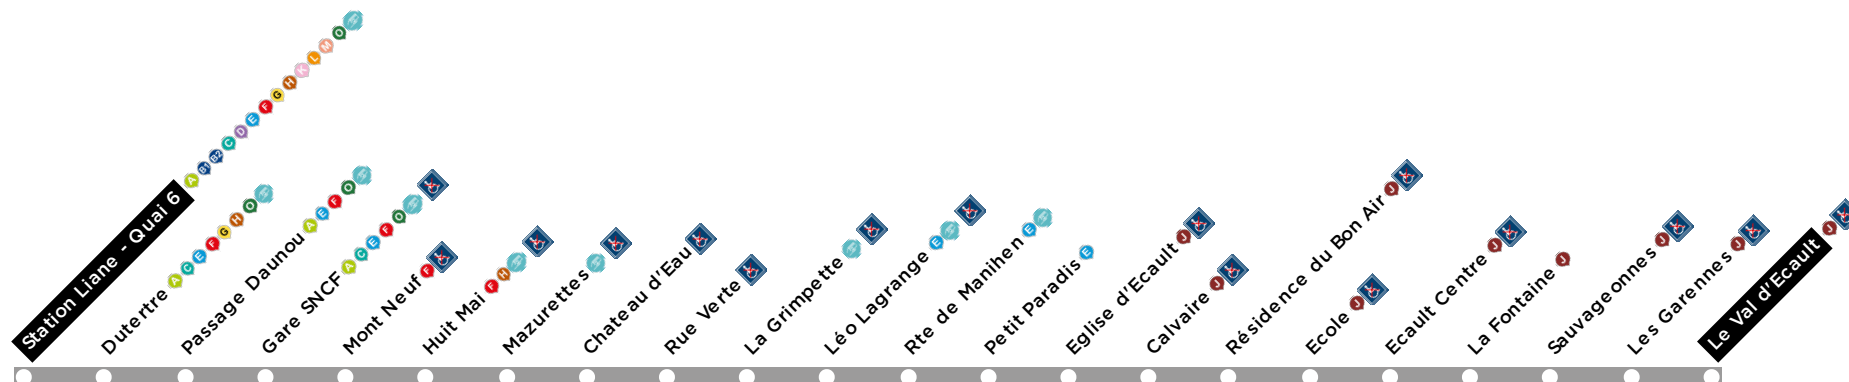 Station Liane - Quai 6 A B1 B2 C D E F G H K L M O
Dutertre A C E F G H O
Passage Daunou A E F O
Gare SNCF A C E F O
Mont Neuf F
Huit Mai F H
Mazurettes
Chateau d'Eau
Rue Verte
La Grimpette
Léo Lagrange E
Rte de Manihen E
Petit Paradis E
Eglise d'Ecault J
Calvaire J
Résidence du Bon Air J
Ecole J
Ecault Centre J
La Fontaine J
Sauvageonnes J
Les Garennes J
Le Val d'Ecault J